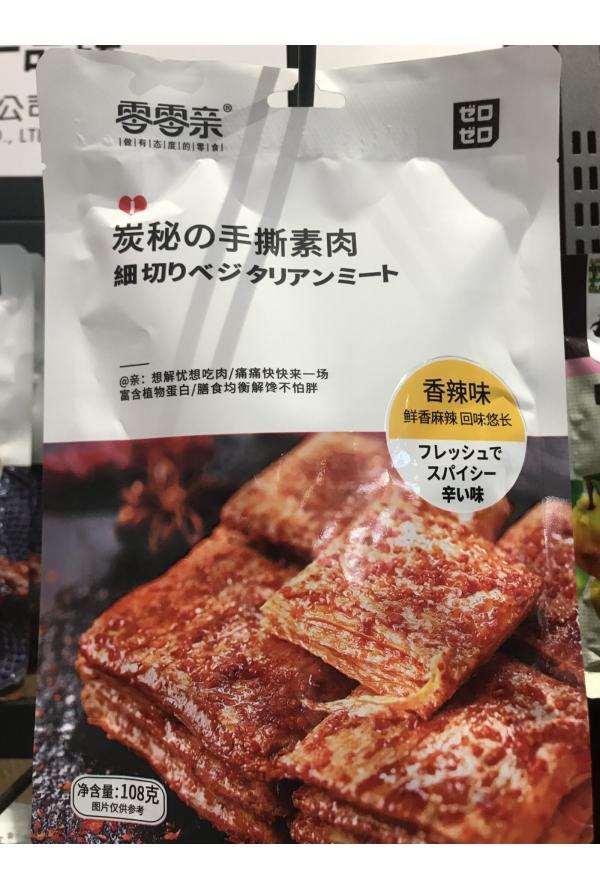 零零亲®
|做|有|态|度|的|零|食|
ゼロ
ゼロ
炭秘の手撕素肉
細切りベジタリアンミート
@亲：想解忧想吃肉/痛痛快快来一场
富含植物蛋白/膳食均衡解馋不怕胖
香辣味
鲜香麻辣 回味悠长
フレッシュで
スパイシー
辛い味
净含量:108克
图片仅供参考
公司